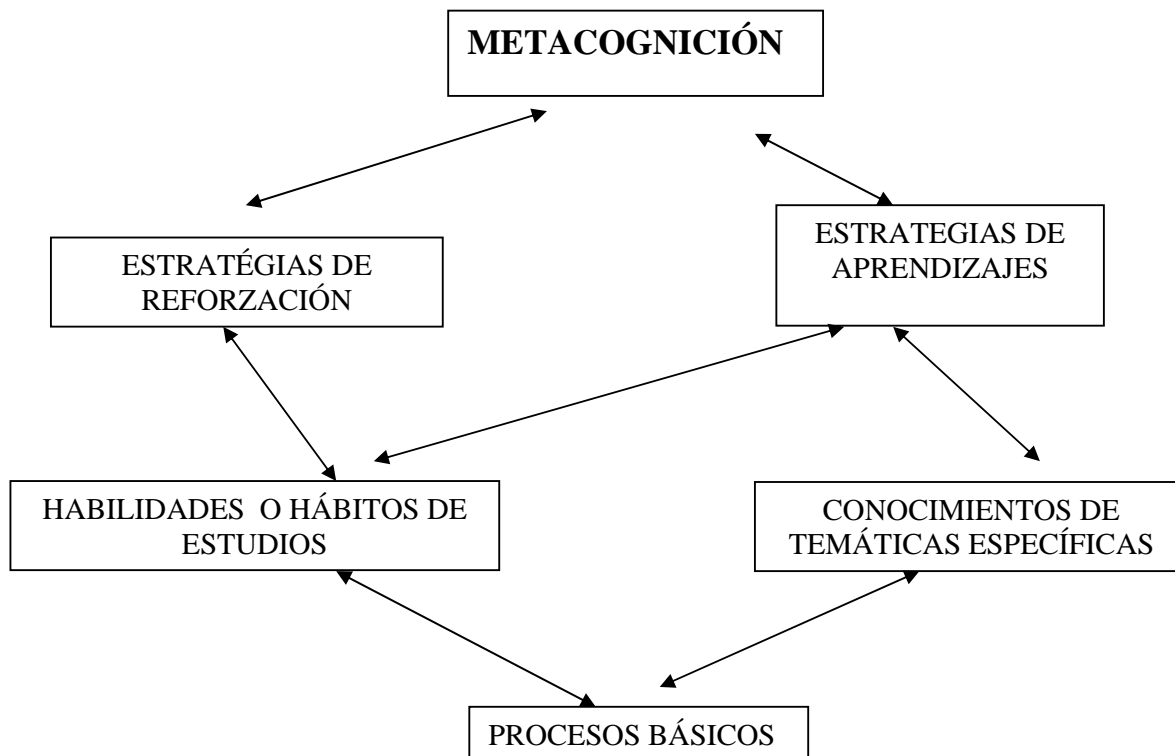 METACOGNICIÓN
ESTRATEGIAS DE
APRENDIZAJES
ESTRATÉGIAS DE
REFORZACIÓN
HABILIDADES O HÁBITOS DE
ESTUDIOS
CONOCIMIENTOS DE
TEMÁTICAS ESPECÍFICAS
PROCESOS BÁSICOS